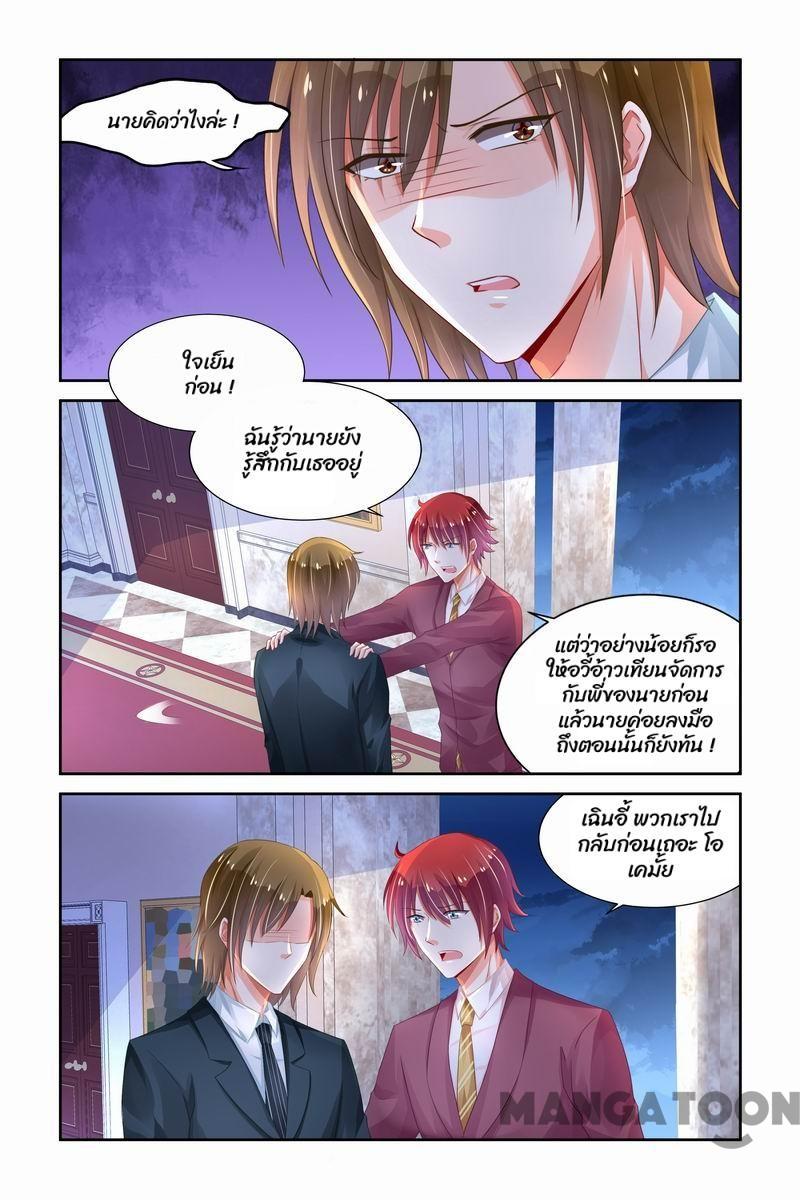 นายคิดว่าไงล่ะ !
ใจเย็น
ก่อน !
ฉันรู้ว่านายยัง
รู้สึกกับเธออยู่
แต่ว่าอย่างน้อยก็รอ
ให้อวี้อ้าวเทียนจัดการ
กับพี่ของนายก่อน
แล้วนายค่อยลงมือ
ถึงตอนนั้นก็ยังทัน !
เฉินอี้ พวกเราไป
กลับก่อนเถอะ โอ
เคมั้ย
MANGATOON